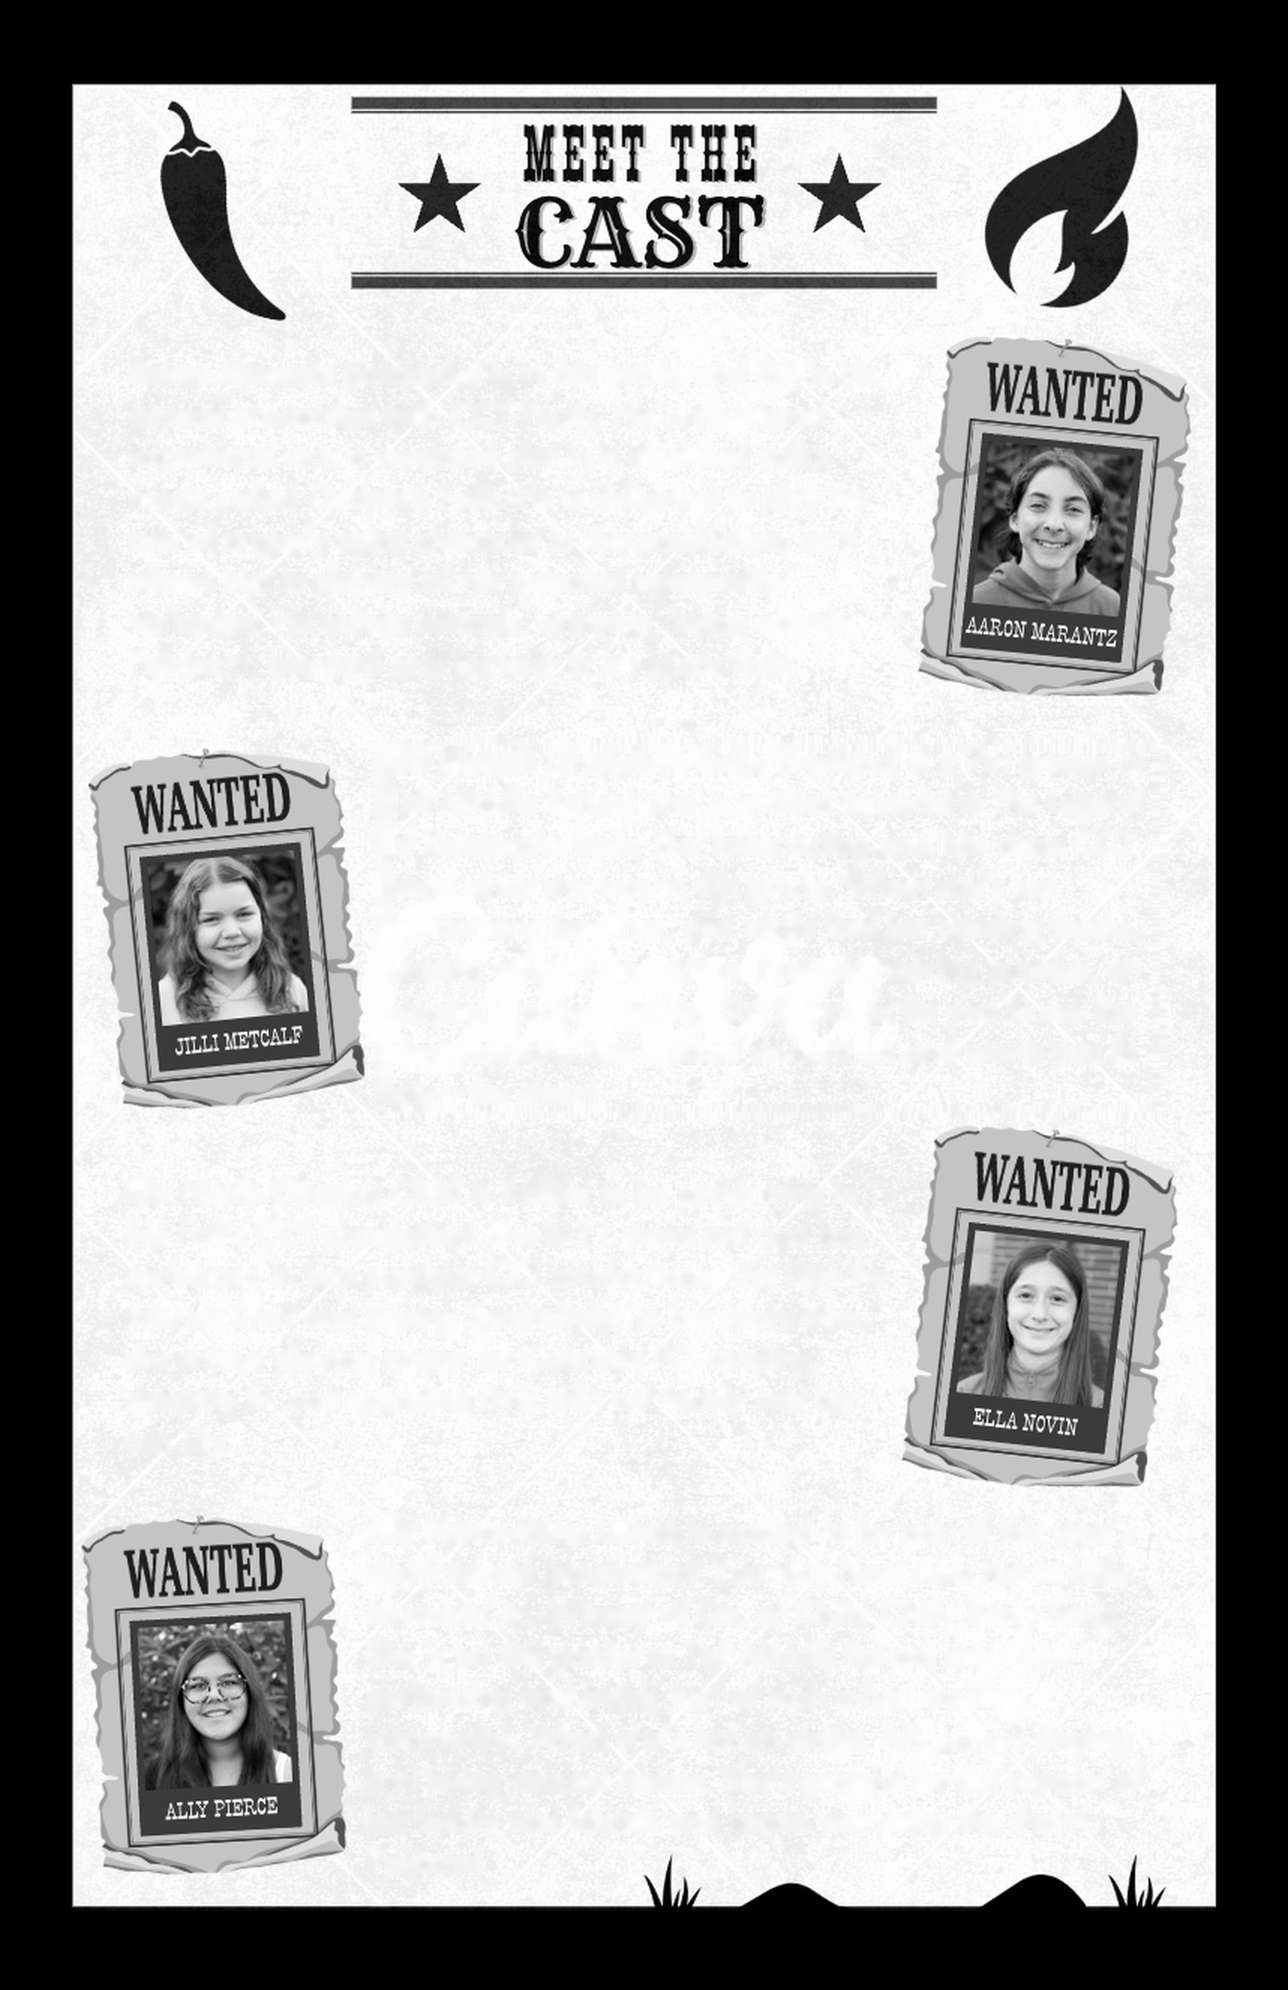 MEET THE
CAST
WANTED
AARON MARANTZ
WANTED
JILLI METCALF
WANTED
ELLA NOVIN
WANTED
ALLY PIERCE